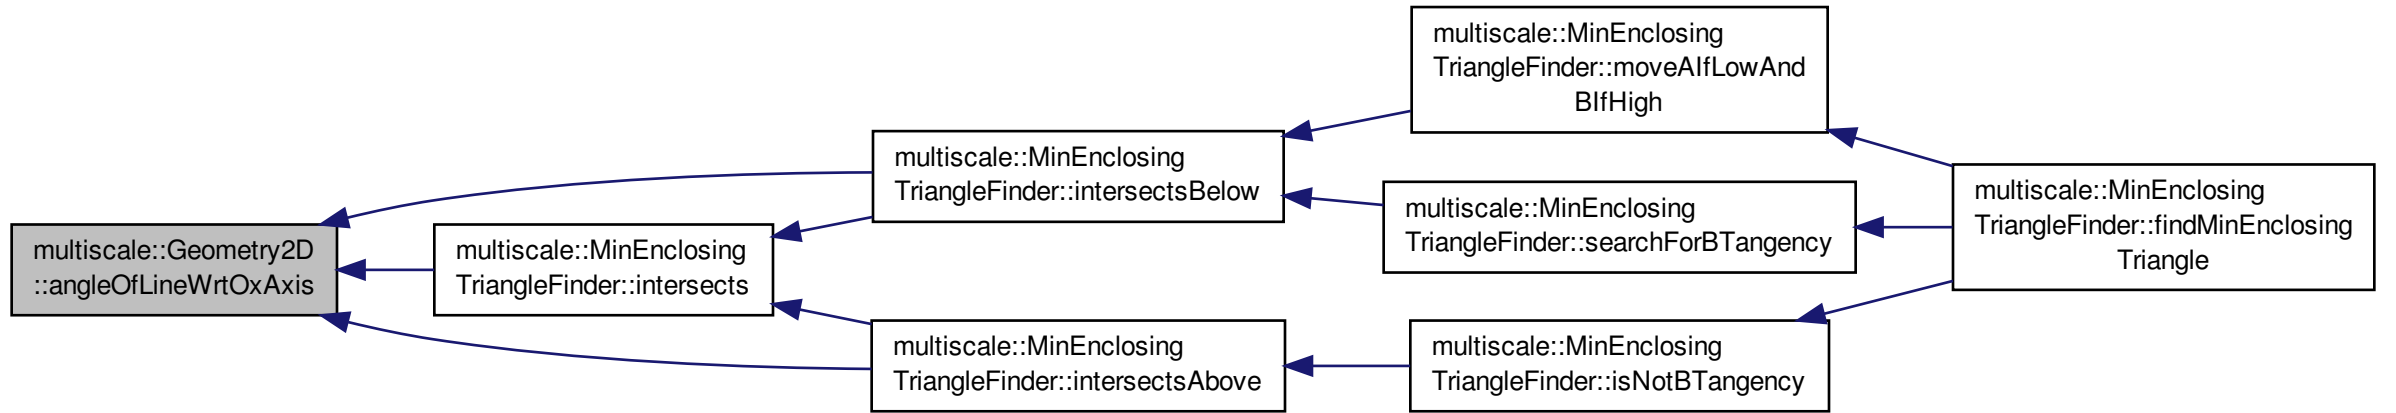 multiscale::Geometry2D
::angleOfLineWrtOxAxis
multiscale::MinEnclosing
TriangleFinder::intersects
multiscale::MinEnclosing
TriangleFinder::intersectsBelow
multiscale::MinEnclosing
TriangleFinder::intersectsAbove
multiscale::MinEnclosing
TriangleFinder::moveAIfLowAnd
BIfHigh
multiscale::MinEnclosing
TriangleFinder::searchForBTangency
multiscale::MinEnclosing
TriangleFinder::isNotBTangency
multiscale::MinEnclosing
TriangleFinder::findMinEnclosing
Triangle